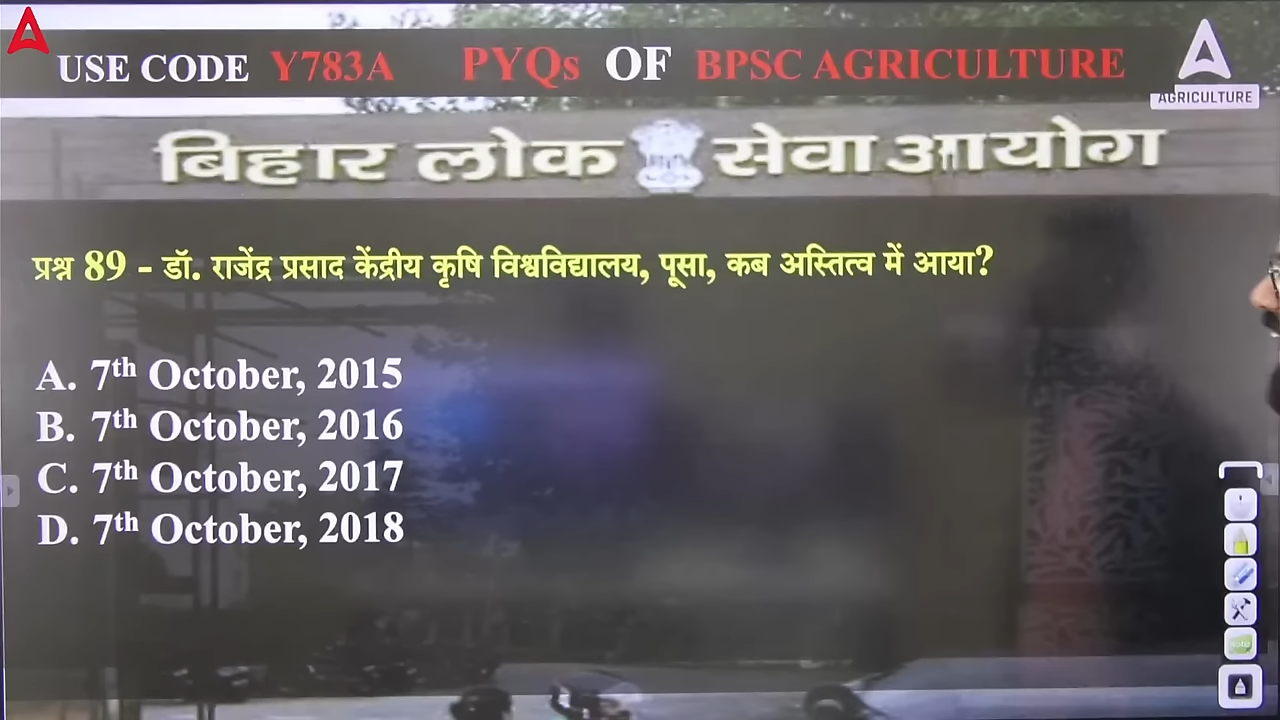 USE CODE Y783A PYQs OF BPSC AGRICULTURE
AGRICULTURE
बिहार लोक सेवा आयोग
प्रश्न 89 - डॉ. राजेंद्र प्रसाद केंद्रीय कृषि विश्वविद्यालय, पूसा, कब अस्तित्व में आया?
A. 7th October, 2015
B. 7th October, 2016
C. 7th October, 2017
D. 7th October, 2018